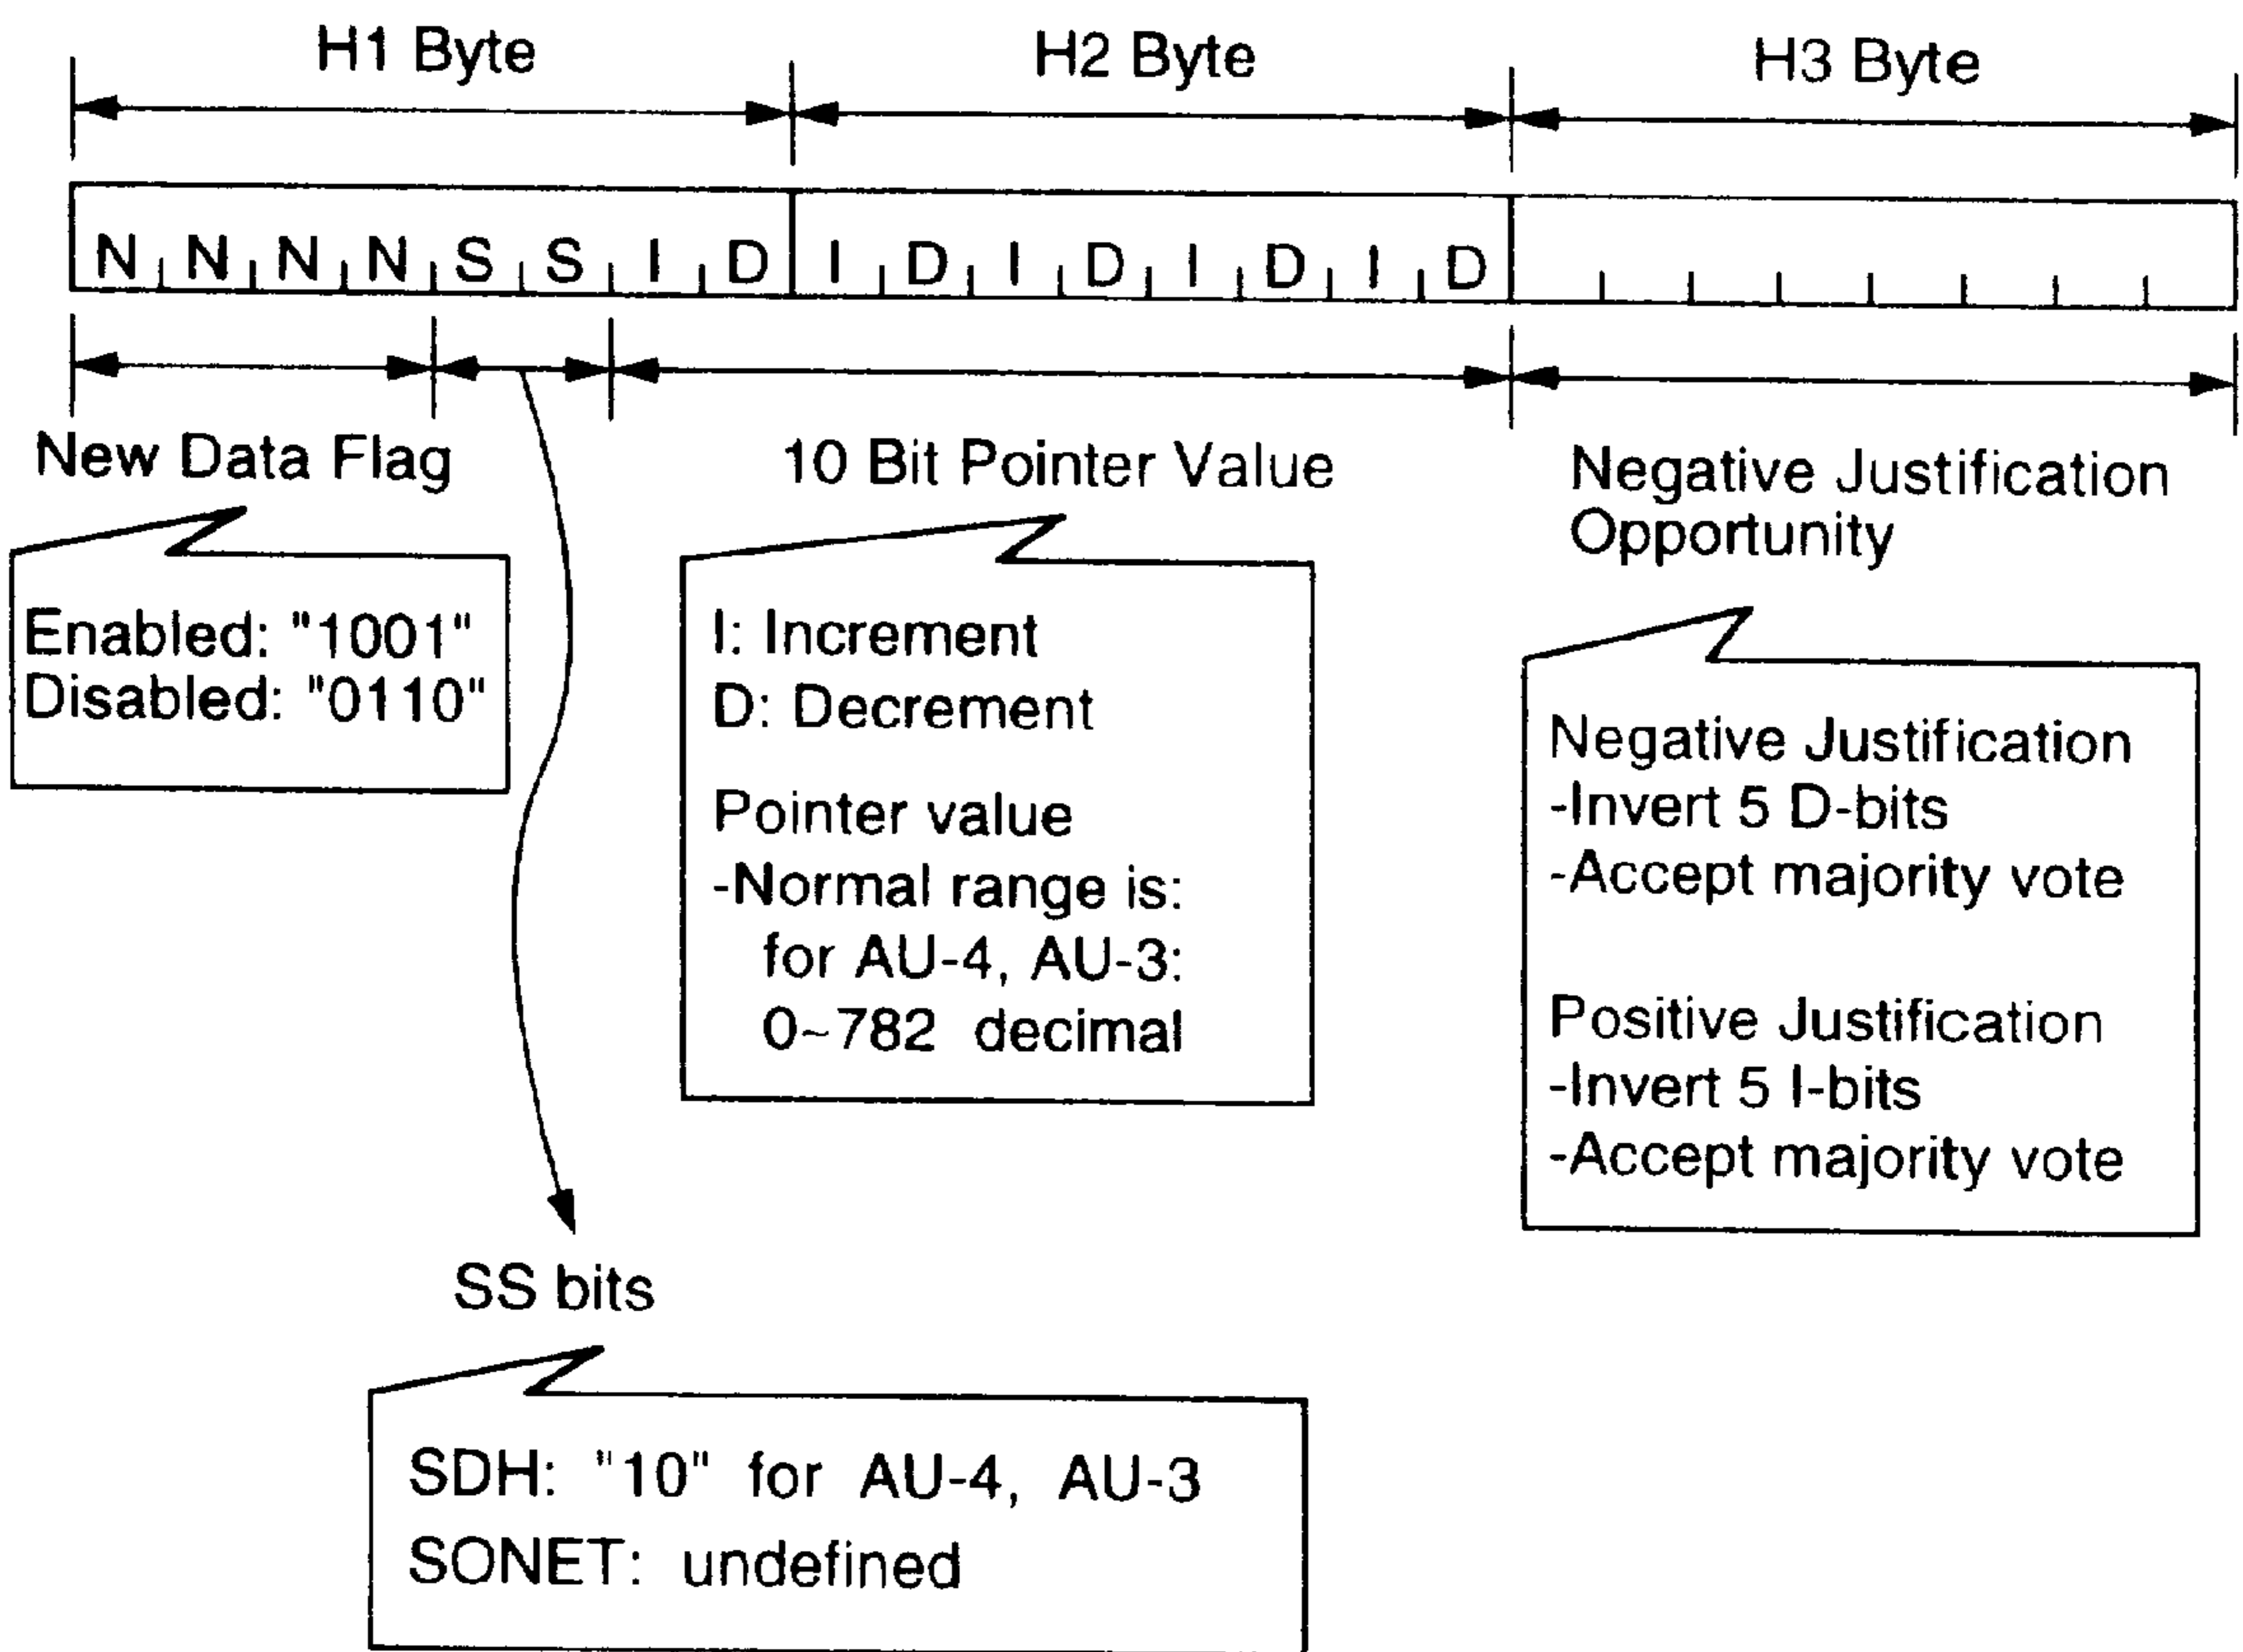 H1 Byte H2 Byte H3 Byte
N N N N S S I D I D I D I D I D
New Data Flag
10 Bit Pointer Value
Negative Justification
Opportunity
Enabled: "1001"
Disabled: "0110"
I: Increment
D: Decrement
Pointer value
-Normal range is:
for AU-4, AU-3:
0~782 decimal
Negative Justification
-Invert 5 D-bits
-Accept majority vote
Positive Justification
-Invert 5 I-bits
-Accept majority vote
SS bits
SDH: "10" for AU-4, AU-3
SONET: undefined